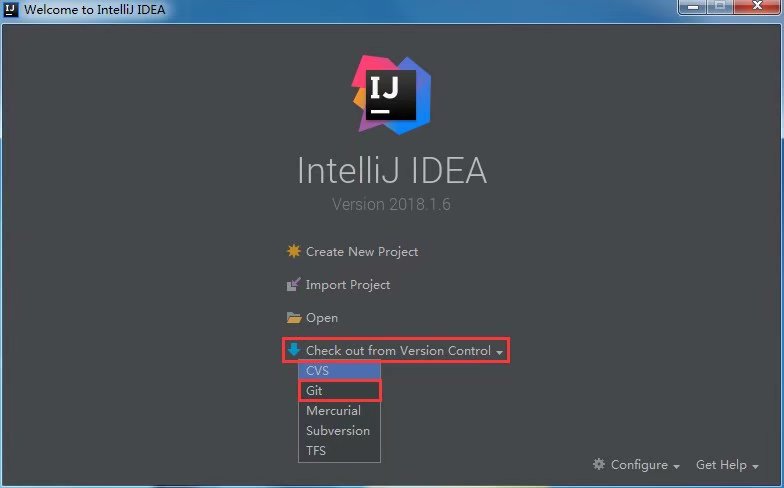 Welcome to IntelliJ IDEA
IJ
IntelliJ IDEA
Version 2018.1.6
Create New Project
Import Project
Open
Check out from Version Control
CVS
Git
Mercurial
Subversion
TFS
Configure
Get Help